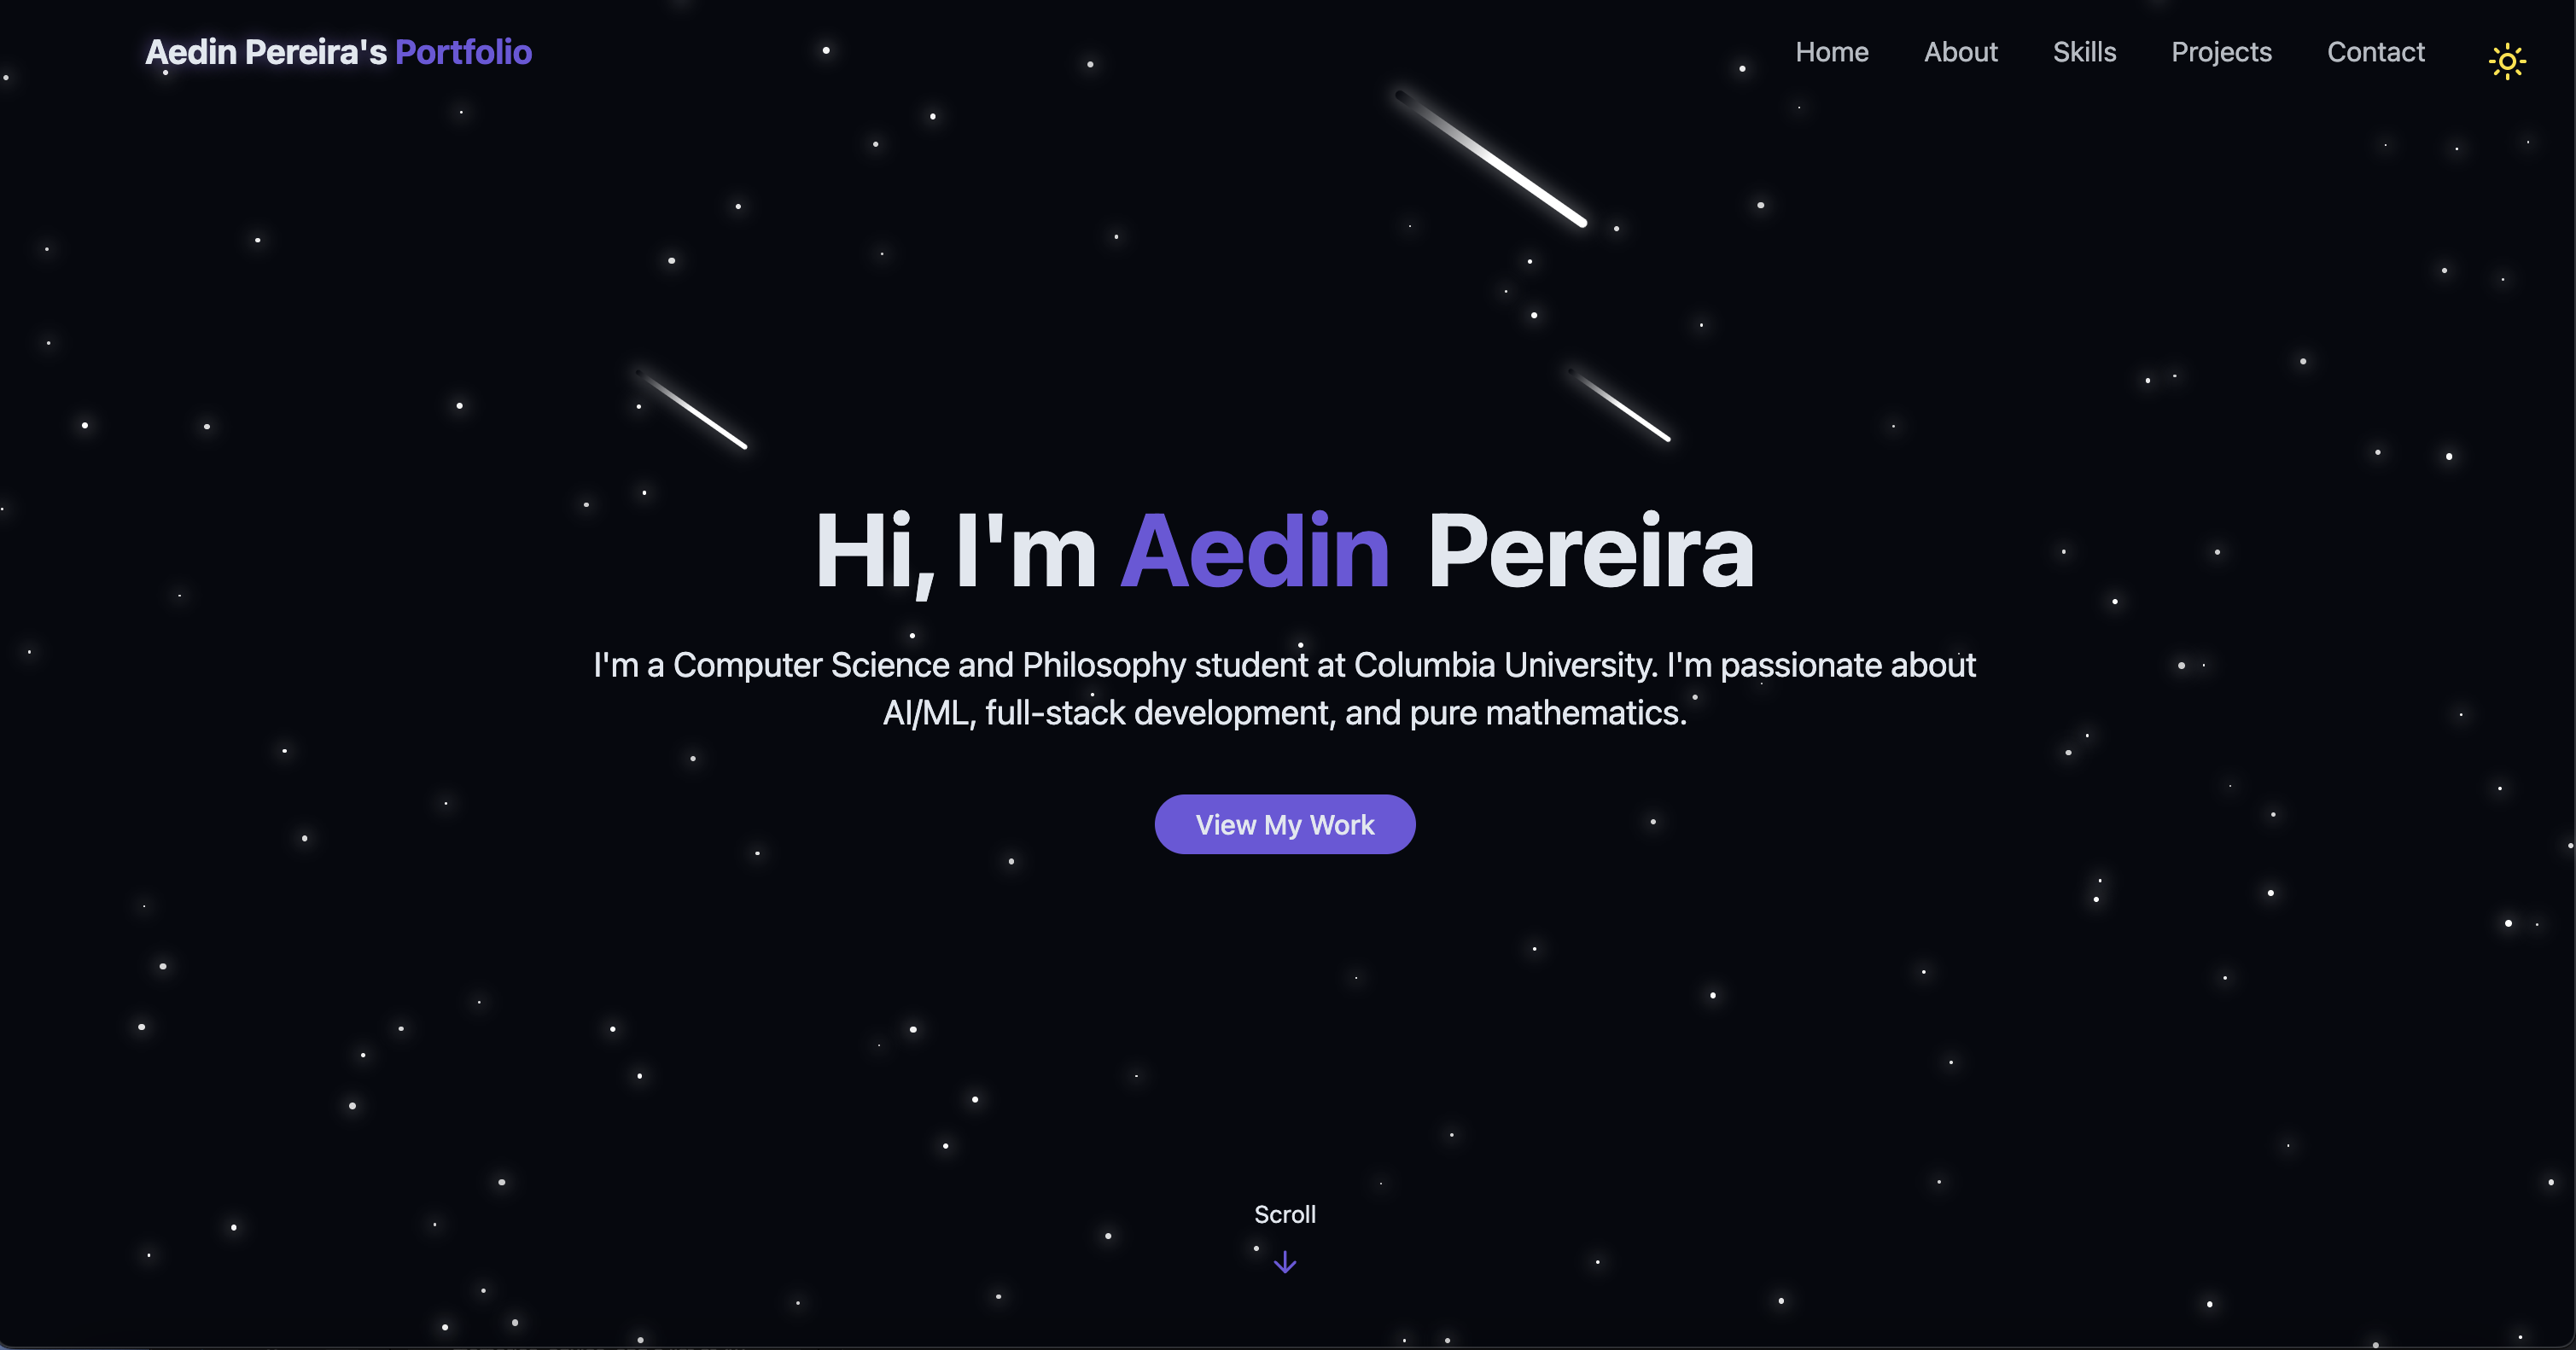 Aedin Pereira's Portfolio
Home About Skills Projects Contact
Hi, I'm Aedin Pereira
I'm a Computer Science and Philosophy student at Columbia University. I'm passionate about
AI/ML, full-stack development, and pure mathematics.
View My Work
Scroll